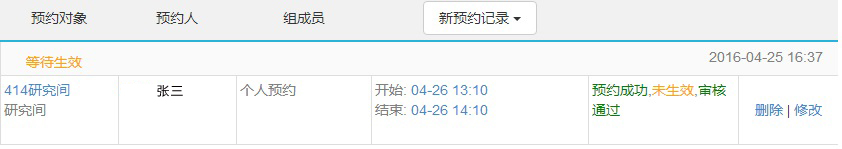 预约对象 预约人 组成员 新预约记录
等待生效 2016-04-25 16:37
414研究间 张三 个人预约 开始: 04-26 13:10 预约成功,未生效,审核
研究间 结束: 04-26 14:10 通过 删除 | 修改